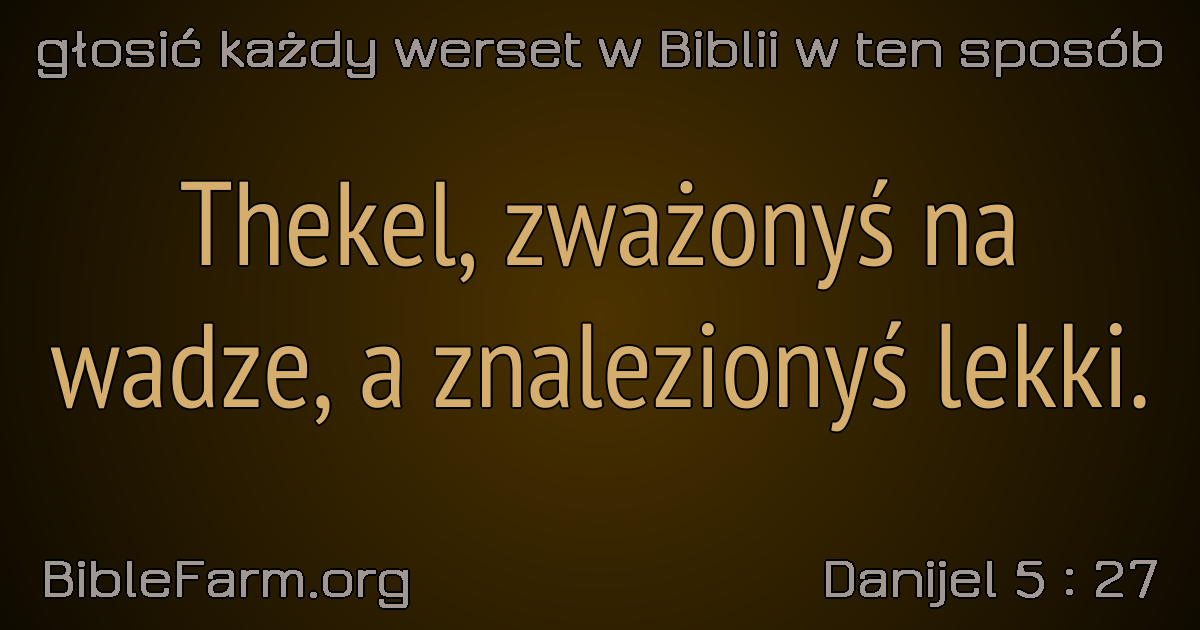 głosić każdy werset w Biblii w ten sposób
Thekel, zważonyś na
wadze, a znalezionyś lekki.
BibleFarm.org
Danijel 5 : 27